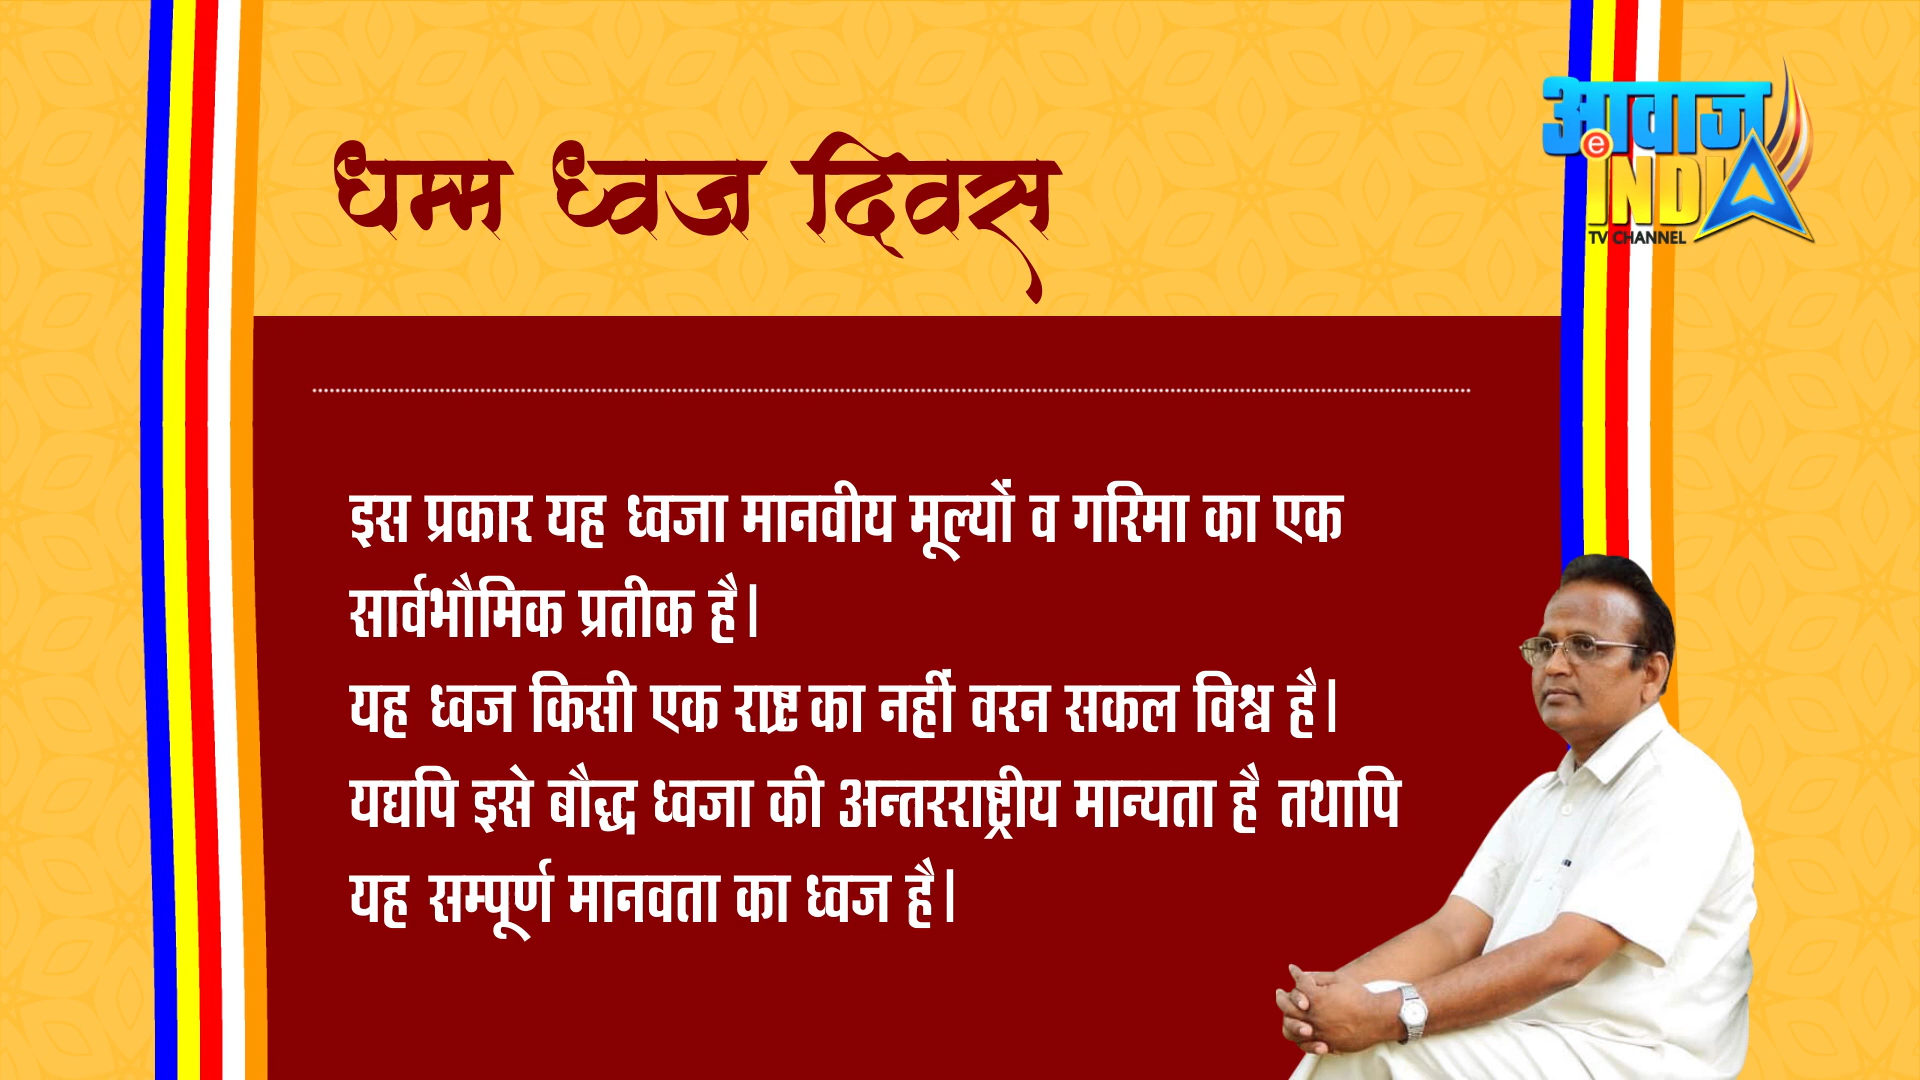 धम्म ध्वज दिवस
आवाज
e
INDIA
TV CHANNEL
इस प्रकार यह ध्वजा मानवीय मूल्यों व गरिमा का एक
सार्वभौमिक प्रतीक है।
यह ध्वज किसी एक राष्ट्र का नहीं वरन सकल विश्व है।
यद्यपि इसे बौद्ध ध्वजा की अन्तरराष्ट्रीय मान्यता है तथापि
यह सम्पूर्ण मानवता का ध्वज है।